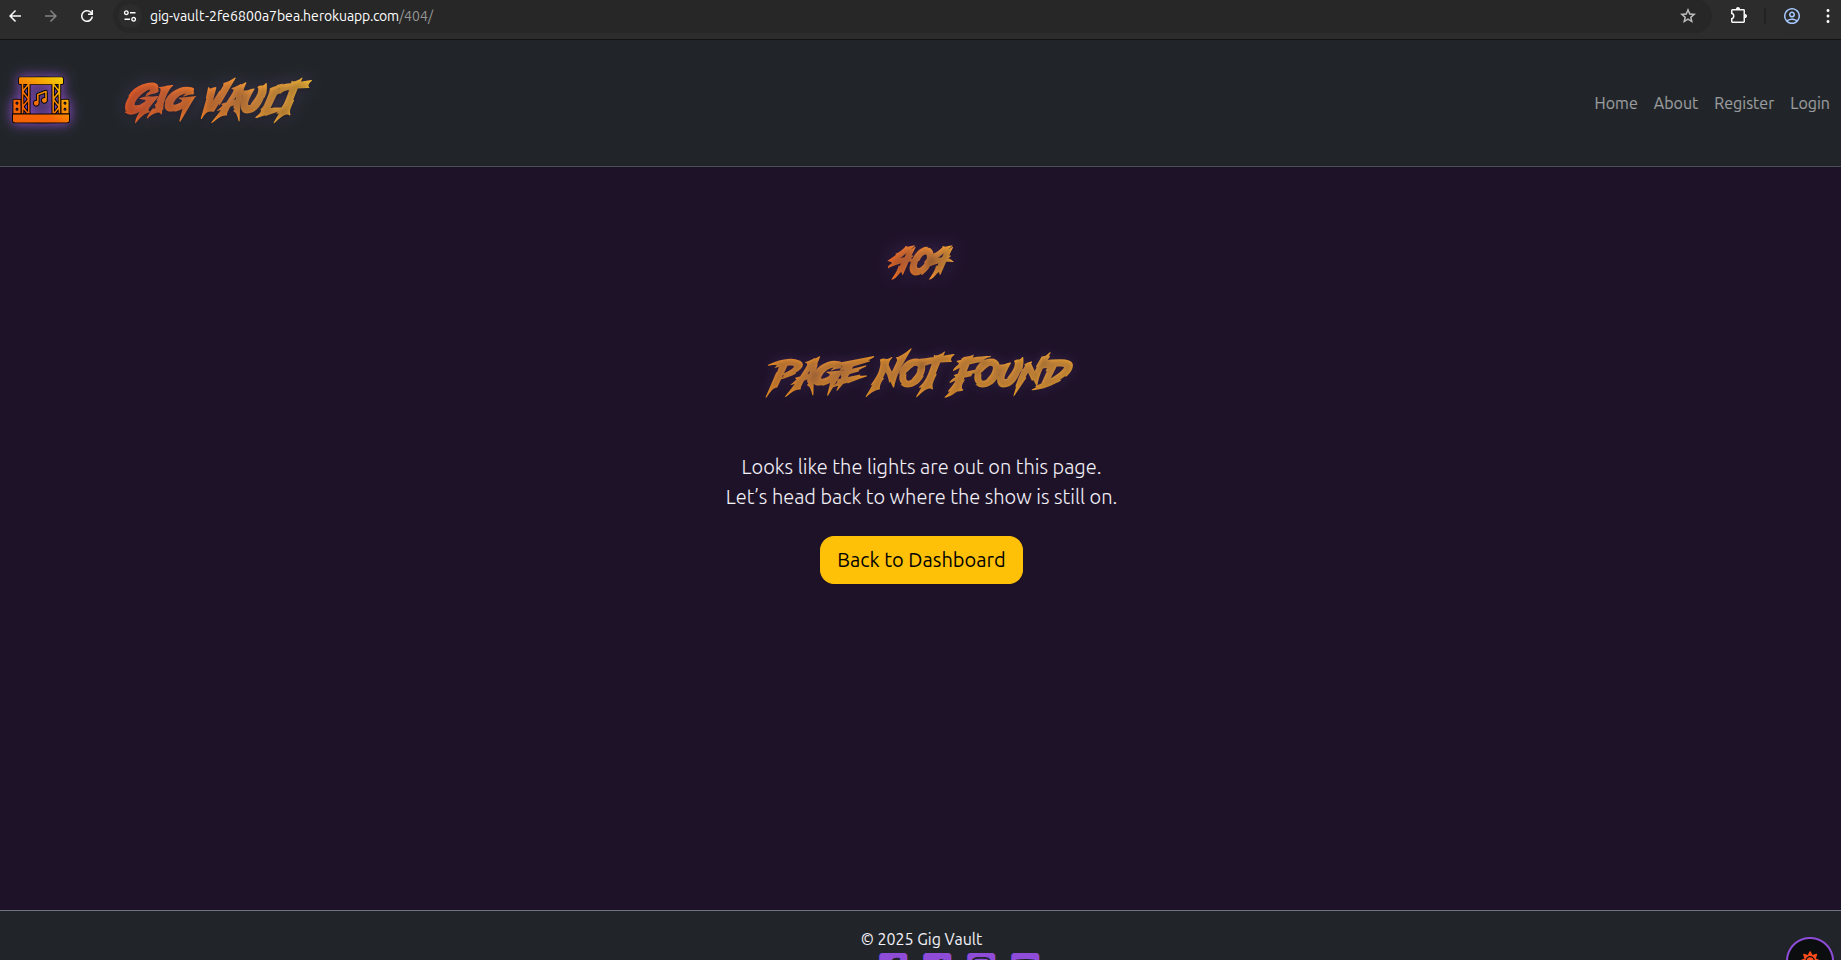 gig-vault-2fe6800a7bea.herokuapp.com/404/
Gig Vault
Home About Register Login
404
Page Not Found
Looks like the lights are out on this page.
Let’s head back to where the show is still on.
Back to Dashboard
© 2025 Gig Vault